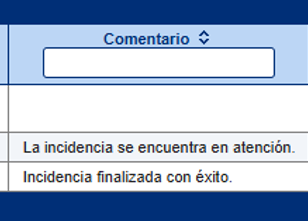 Comentario
La incidencia se encuentra en atención.
Incidencia finalizada con éxito.